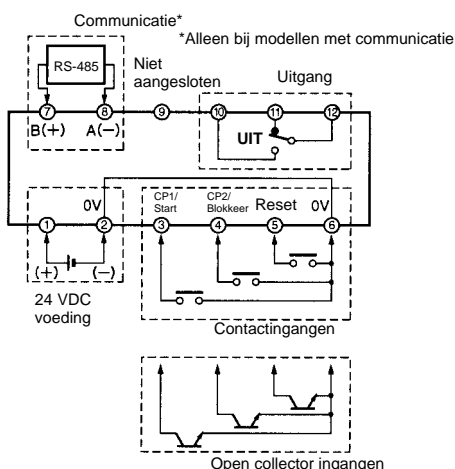 Communicatie*
*Alleen bij modellen met communicatie
RS-485
Niet
aangesloten
Uitgang
7 8 9 10 11 12
B(+) A(−)
UIT
0V
CP1/
Start
CP2/
Blokkeer
Reset
0V
1 2 3 4 5 6
(+) (−)
24 VDC
voeding
Contactingangen
Open collector ingangen